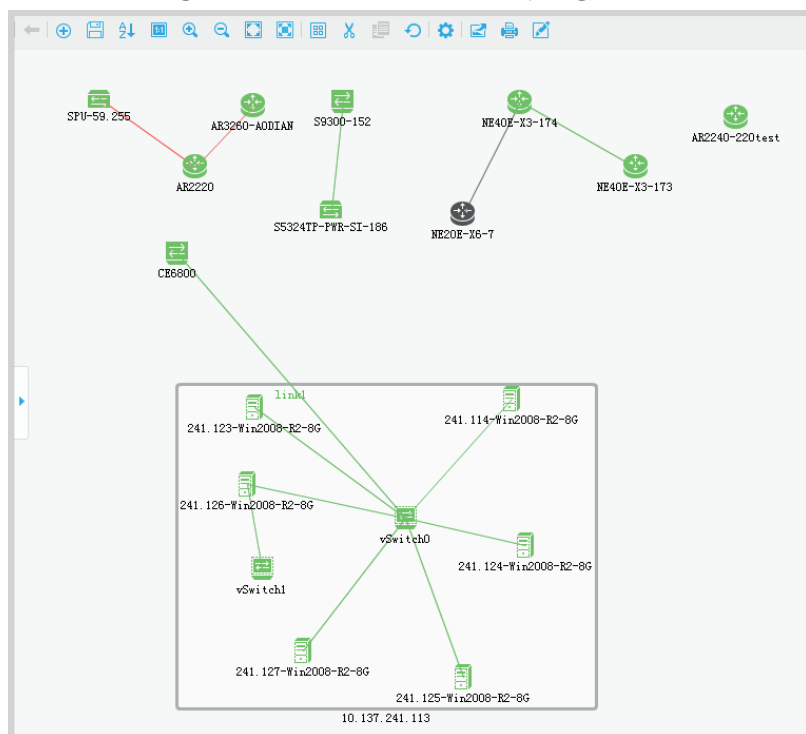 SPU-59.255
AR3260-AODIAN
S9300-152
NE40E-X3-174
AR2240-220test
AR2220
NE40E-X3-173
S5324TP-PWR-SI-186
NE20E-X6-7
CE6800
link1
241.123-Win2008-R2-8G
241.114-Win2008-R2-8G
241.126-Win2008-R2-8G
vSwitch0
241.124-Win2008-R2-8G
vSwitch1
241.127-Win2008-R2-8G
241.125-Win2008-R2-8G
10.137.241.113